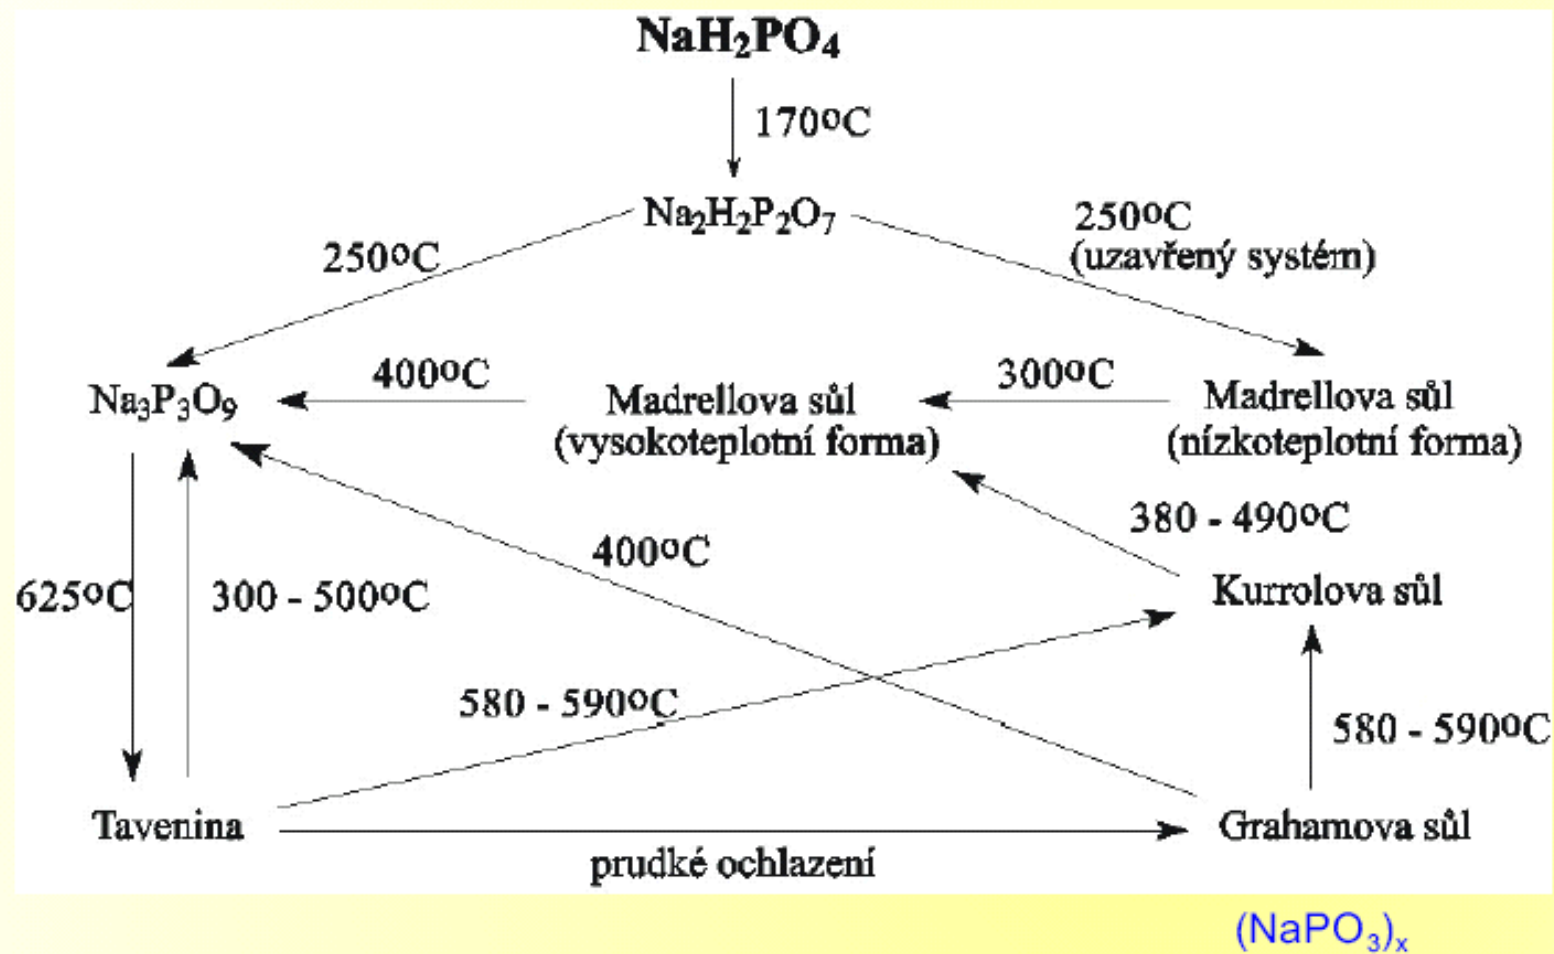 NaH₂PO₄
170ºC
Na₂H₂P₂O₇
250ºC
(uzavřený systém)
250ºC
Na₃P₃O₉
400ºC
Madrellova sůl
(vysokoteplotní forma)
300ºC
Madrellova sůl
(nízkoteplotní forma)
380 - 490ºC
400ºC
Kurrolova sůl
625ºC
300 - 500ºC
580 - 590ºC
580 - 590ºC
Tavenina
Grahamova sůl
prudké ochlazení
(NaPO₃)ₓ